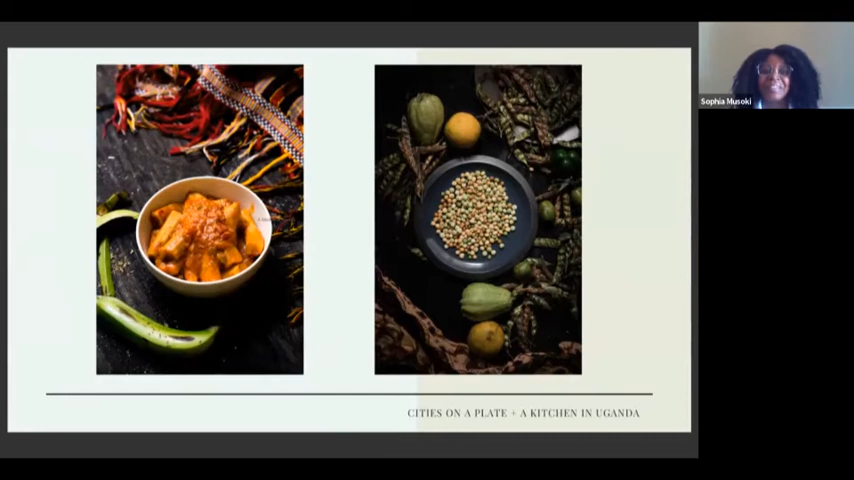 Sophia Musoki
CITIES ON A PLATE + A KITCHEN IN UGANDA